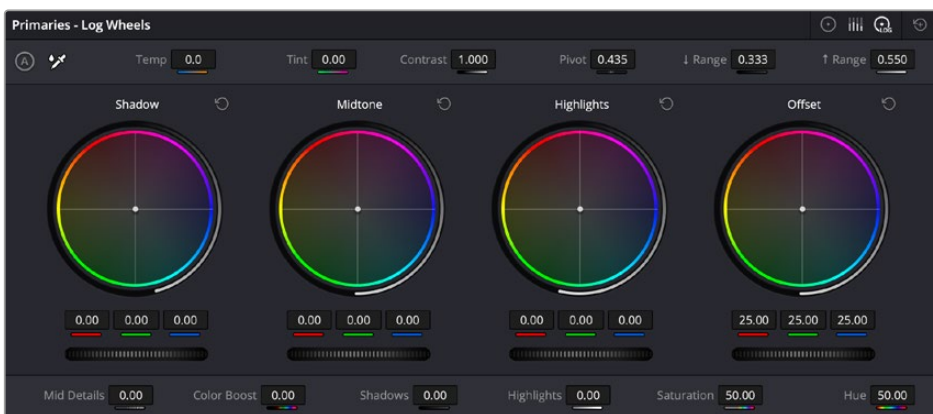 Primaries - Log Wheels
LOG
A Temp 0.0 Tint 0.00 Contrast 1.000 Pivot 0.435 ↓ Range 0.333 ↑ Range 0.550
Shadow Midtone Highlights Offset
0.00 0.00 0.00 0.00 0.00 0.00 0.00 0.00 0.00 25.00 25.00 25.00
Mid Details 0.00 Color Boost 0.00 Shadows 0.00 Highlights 0.00 Saturation 50.00 Hue 50.00